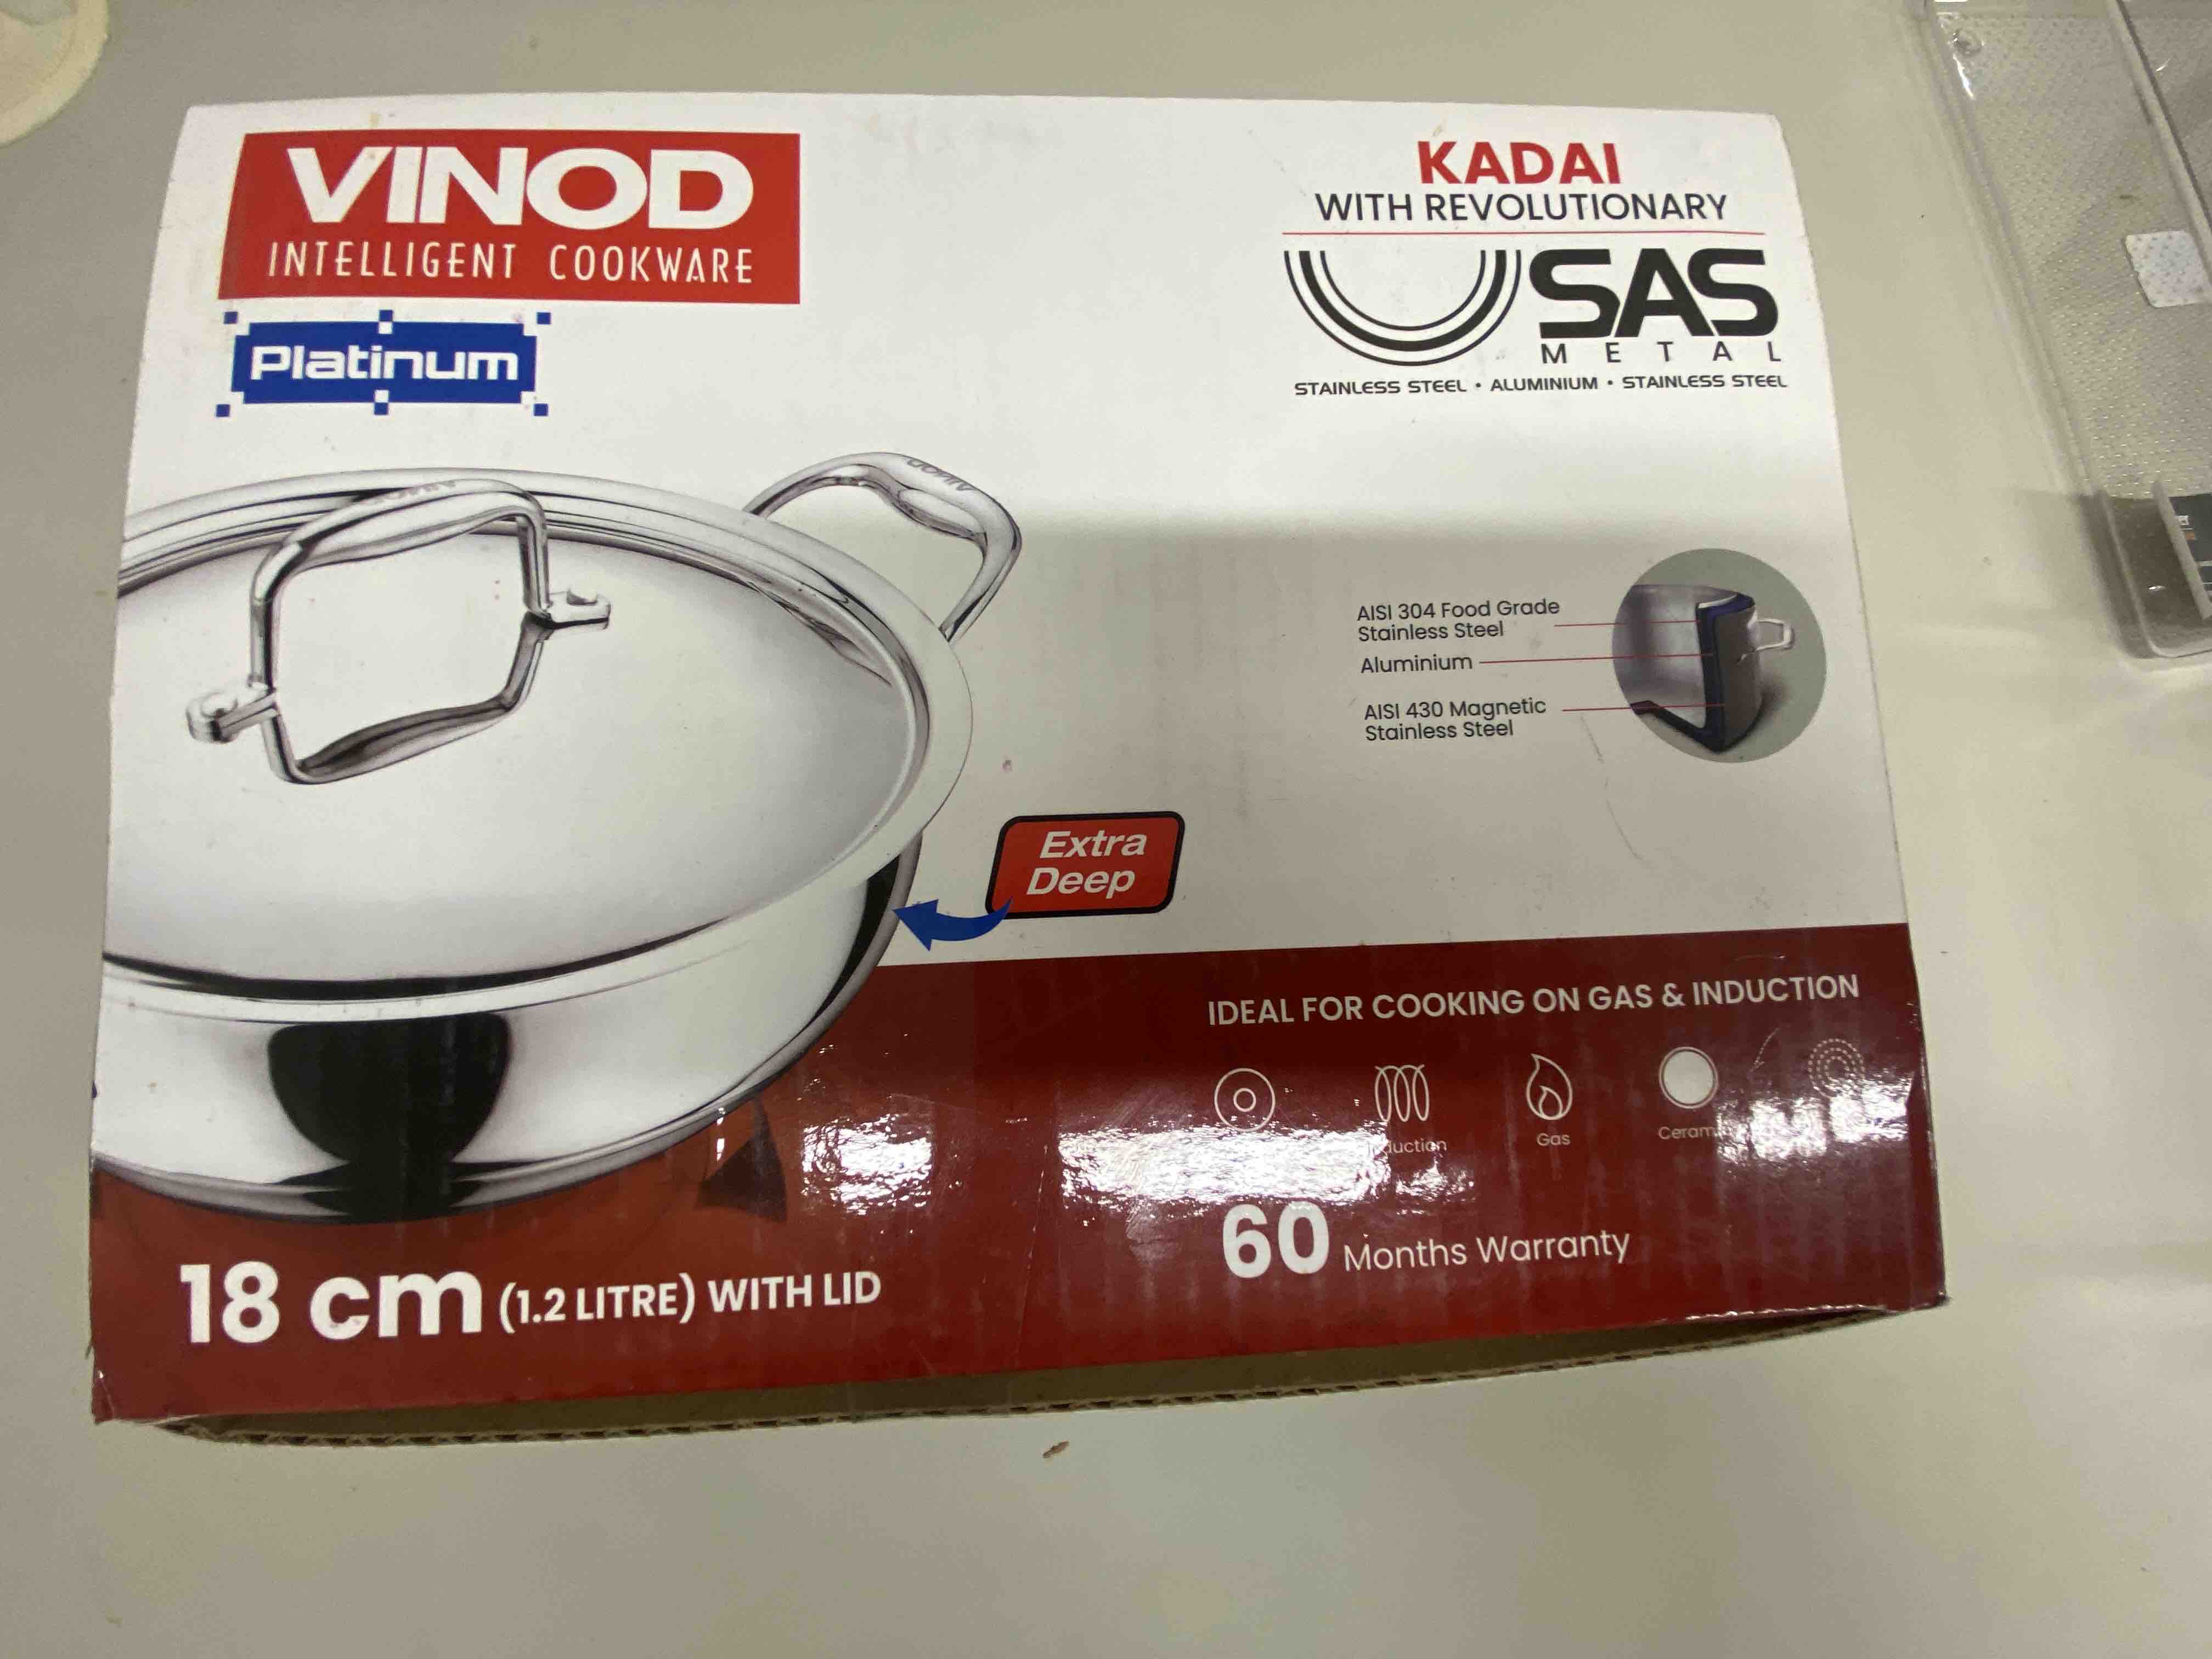 VINOD
INTELLIGENT COOKWARE
Platinum
KADAI
WITH REVOLUTIONARY
SAS
METAL
STAINLESS STEEL • ALUMINIUM • STAINLESS STEEL
VINOD
VINOD
AISI 304 Food Grade
Stainless Steel
Aluminium
AISI 430 Magnetic
Stainless Steel
Extra
Deep
IDEAL FOR COOKING ON GAS & INDUCTION
Gas
60 Months Warranty
18 cm (1.2 LITRE) WITH LID